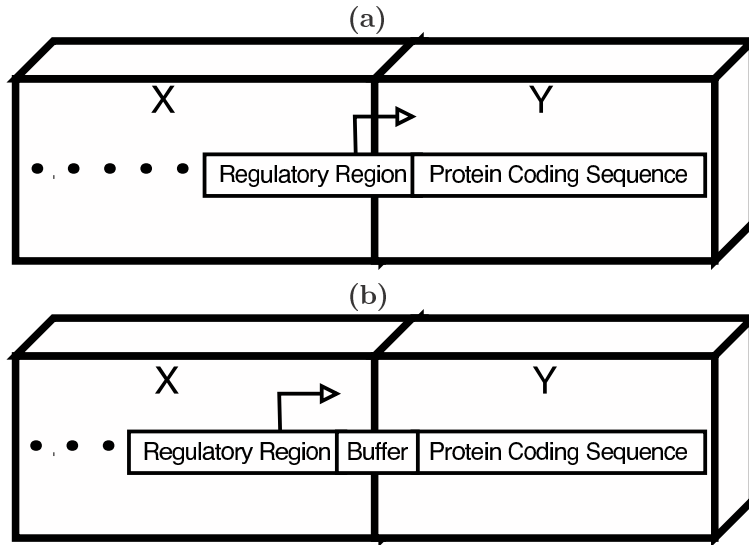 (a)
X Y
Regulatory Region Protein Coding Sequence
(b)
X Y
Regulatory Region Buffer Protein Coding Sequence